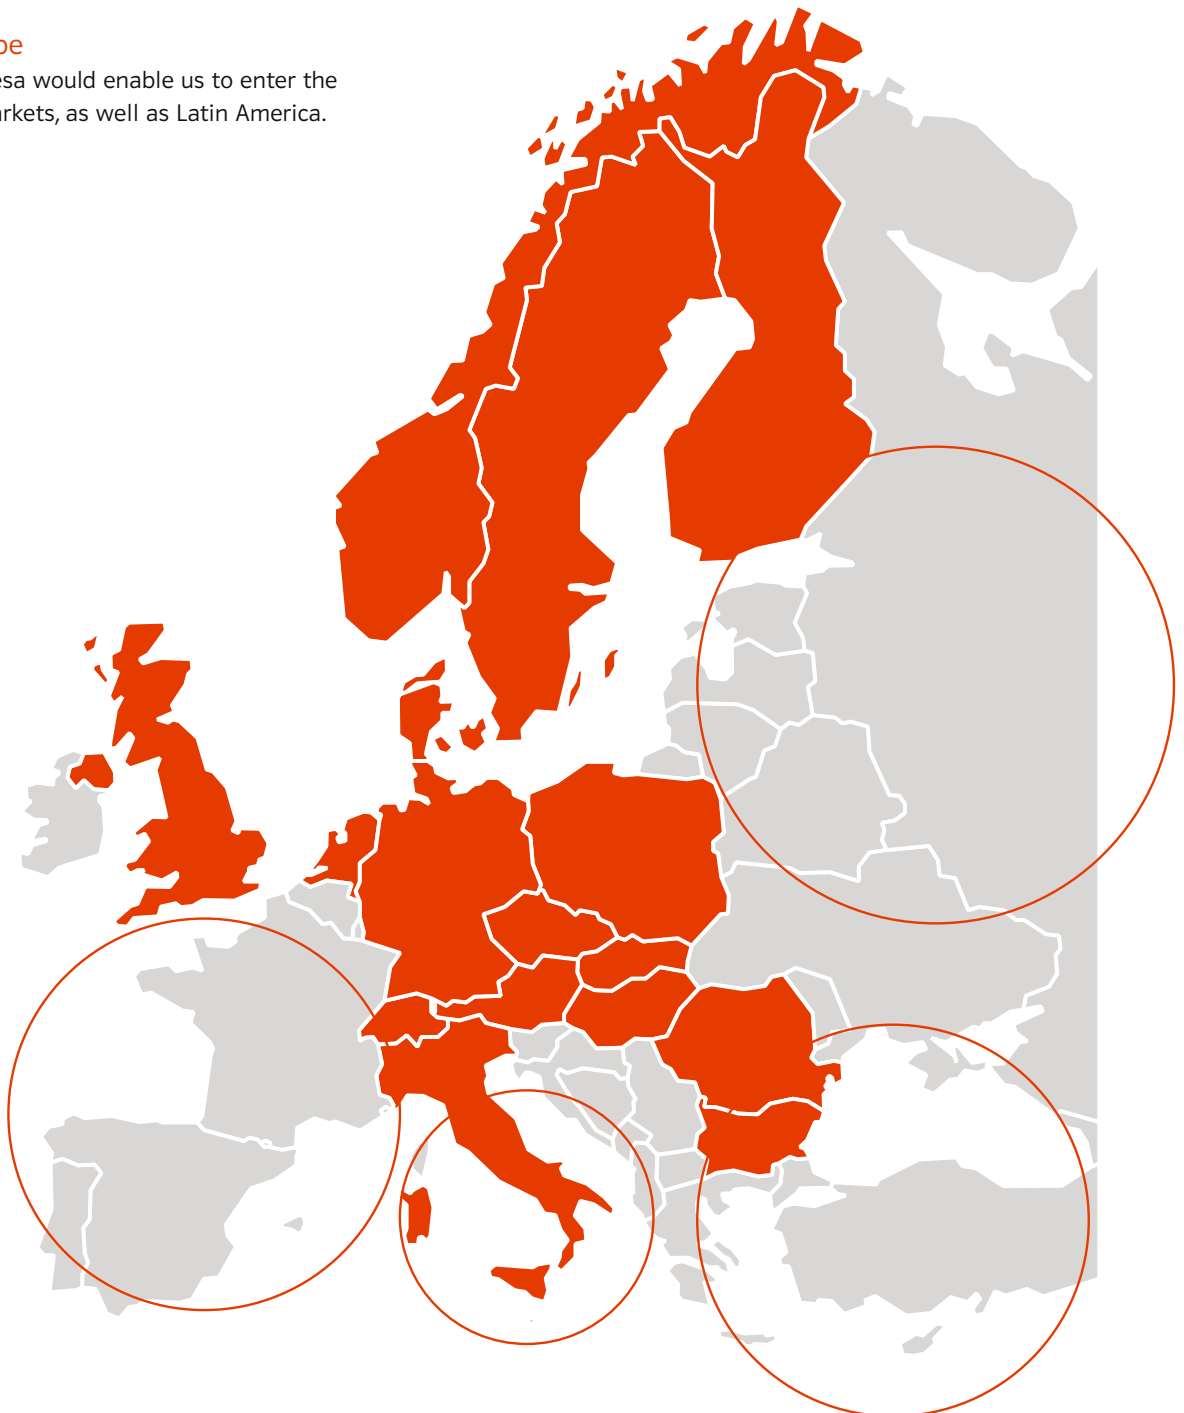 pe
esa would enable us to enter the
arkets, as well as Latin America.